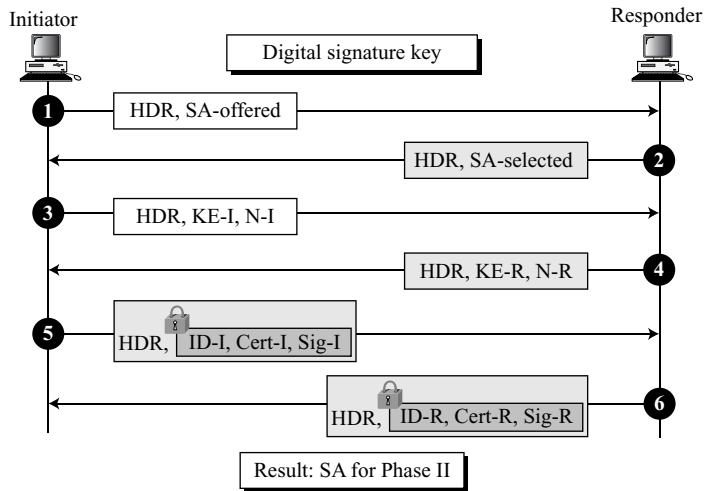 Initiator
Responder
Digital signature key
1
HDR, SA-offered
HDR, SA-selected
2
3
HDR, KE-I, N-I
HDR, KE-R, N-R
4
5
HDR, ID-I, Cert-I, Sig-I
HDR, ID-R, Cert-R, Sig-R
6
Result: SA for Phase II